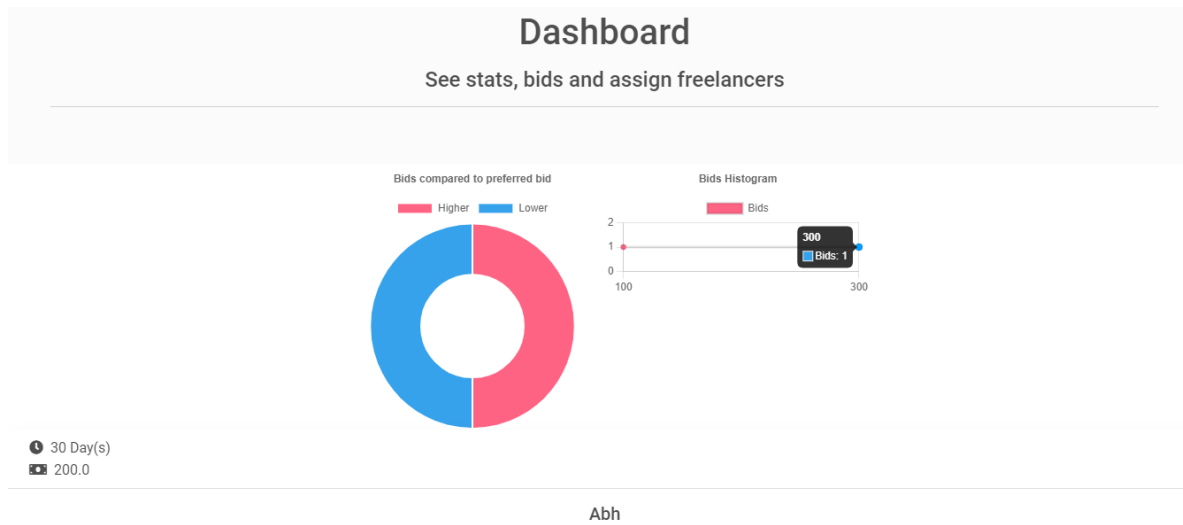 Dashboard
See stats, bids and assign freelancers
Bids compared to preferred bid
Higher Lower
Bids Histogram
Bids
2
1
0
300
Bids: 1
100 300
30 Day(s)
200.0
Abh